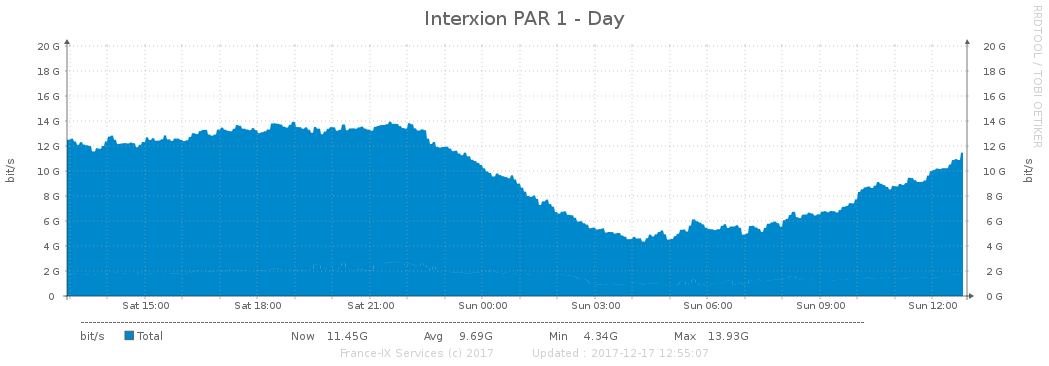 Interxion PAR 1 - Day
RRDTOOL / TOBI OETIKER
20 G 20 G
18 G 18 G
16 G 16 G
14 G 14 G
12 G 12 G
10 G 10 G
8 G 8 G
6 G 6 G
4 G 4 G
2 G 2 G
0 0 G
bit/s bit/s
Sat 15:00 Sat 18:00 Sat 21:00 Sun 00:00 Sun 03:00 Sun 06:00 Sun 09:00 Sun 12:00
bit/s Total Now 11.45G Avg 9.69G Min 4.34G Max 13.93G
France-IX Services (c) 2017 Updated : 2017-12-17 12:55:07